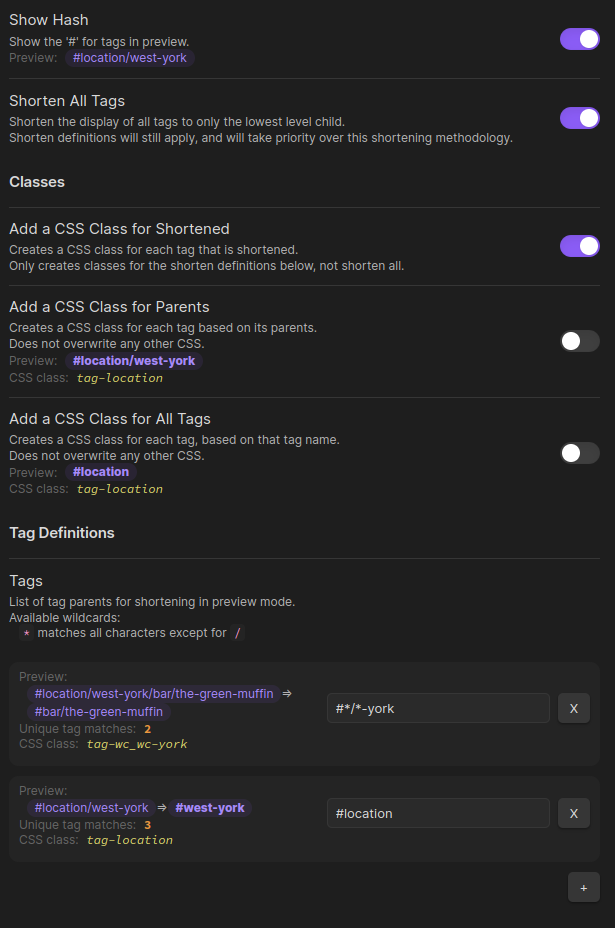 Show Hash
Show the '#' for tags in preview.
Preview: #location/west-york
Shorten All Tags
Shorten the display of all tags to only the lowest level child.
Shorten definitions will still apply, and will take priority over this shortening methodology.
Classes
Add a CSS Class for Shortened
Creates a CSS class for each tag that is shortened.
Only creates classes for the shorten definitions below, not shorten all.
Add a CSS Class for Parents
Creates a CSS class for each tag based on its parents.
Does not overwrite any other CSS.
Preview: #location/west-york
CSS class: tag-location
Add a CSS Class for All Tags
Creates a CSS class for each tag, based on that tag name.
Does not overwrite any other CSS.
Preview: #location
CSS class: tag-location
Tag Definitions
Tags
List of tag parents for shortening in preview mode.
Available wildcards:
* matches all characters except for /
Preview:
#location/west-york/bar/the-green-muffin ⇒
#bar/the-green-muffin
Unique tag matches: 2
CSS class: tag-wc_wc-york
#*/*-york
X
Preview:
#location/west-york ⇒ #west-york
Unique tag matches: 3
CSS class: tag-location
#location
X
+